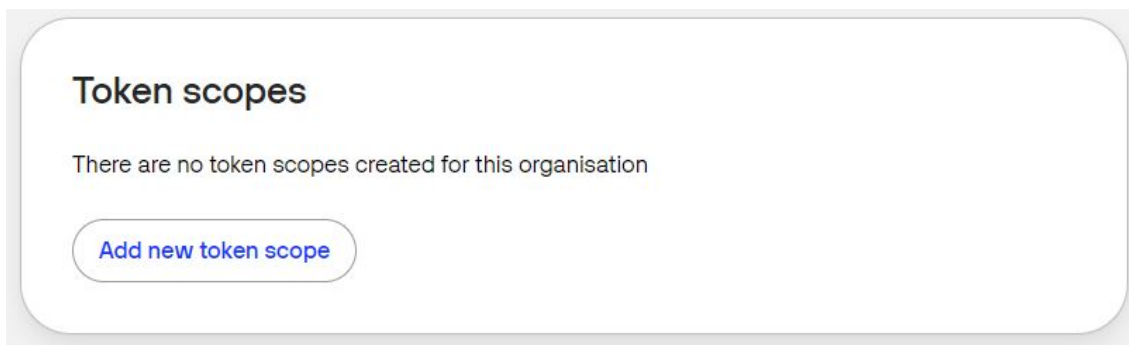 Token scopes
There are no token scopes created for this organisation
Add new token scope